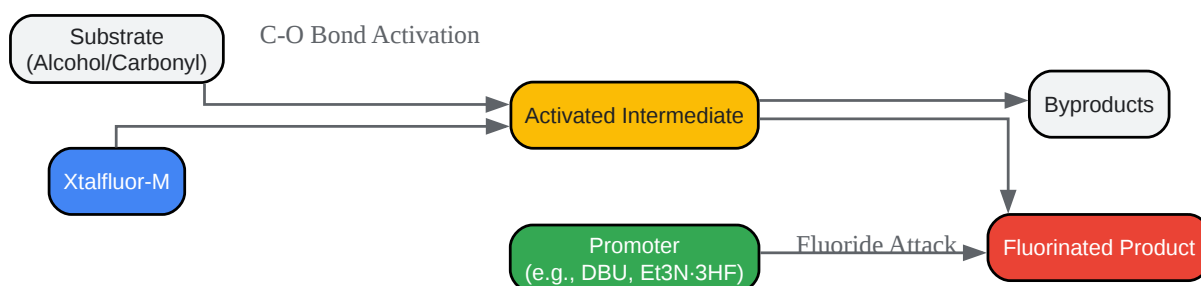 Substrate
(Alcohol/Carbonyl)
C-O Bond Activation
Activated Intermediate
Byproducts
Xtalfluor-M
Promoter
(e.g., DBU, Et3N·3HF)
Fluoride Attack
Fluorinated Product